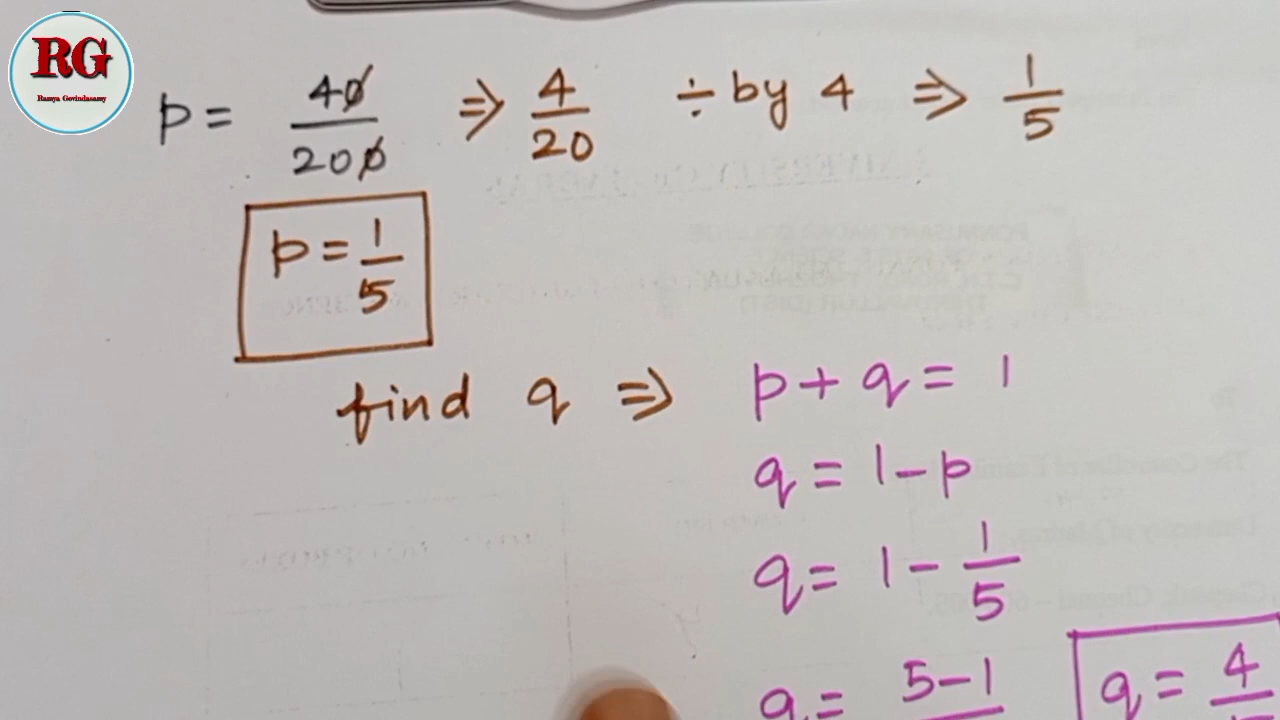 RG
Ramya Govindasamy
p = 40/200 ⇒ 4/20 ÷ by 4 ⇒ 1/5
p = 1/5
find q ⇒ p + q = 1
q = 1 - p
q = 1 - 1/5
q = 5-1 q = 4